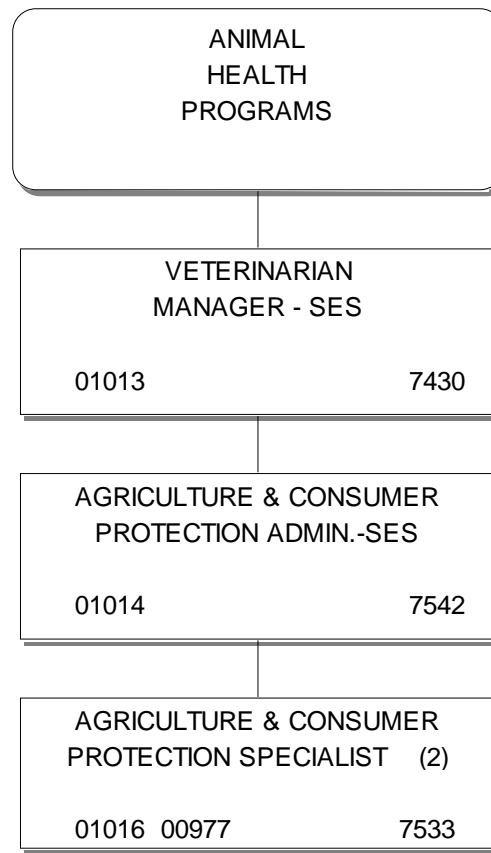 ANIMAL
HEALTH
PROGRAMS
VETERINARIAN
MANAGER - SES
01013 7430
AGRICULTURE & CONSUMER
PROTECTION ADMIN.-SES
01014 7542
AGRICULTURE & CONSUMER
PROTECTION SPECIALIST (2)
01016 00977 7533